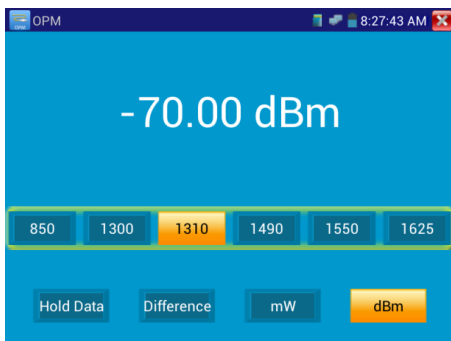 OPM OPM 8:27:43 AM
-70.00 dBm
850 1300 1310 1490 1550 1625
Hold Data Difference mW dBm